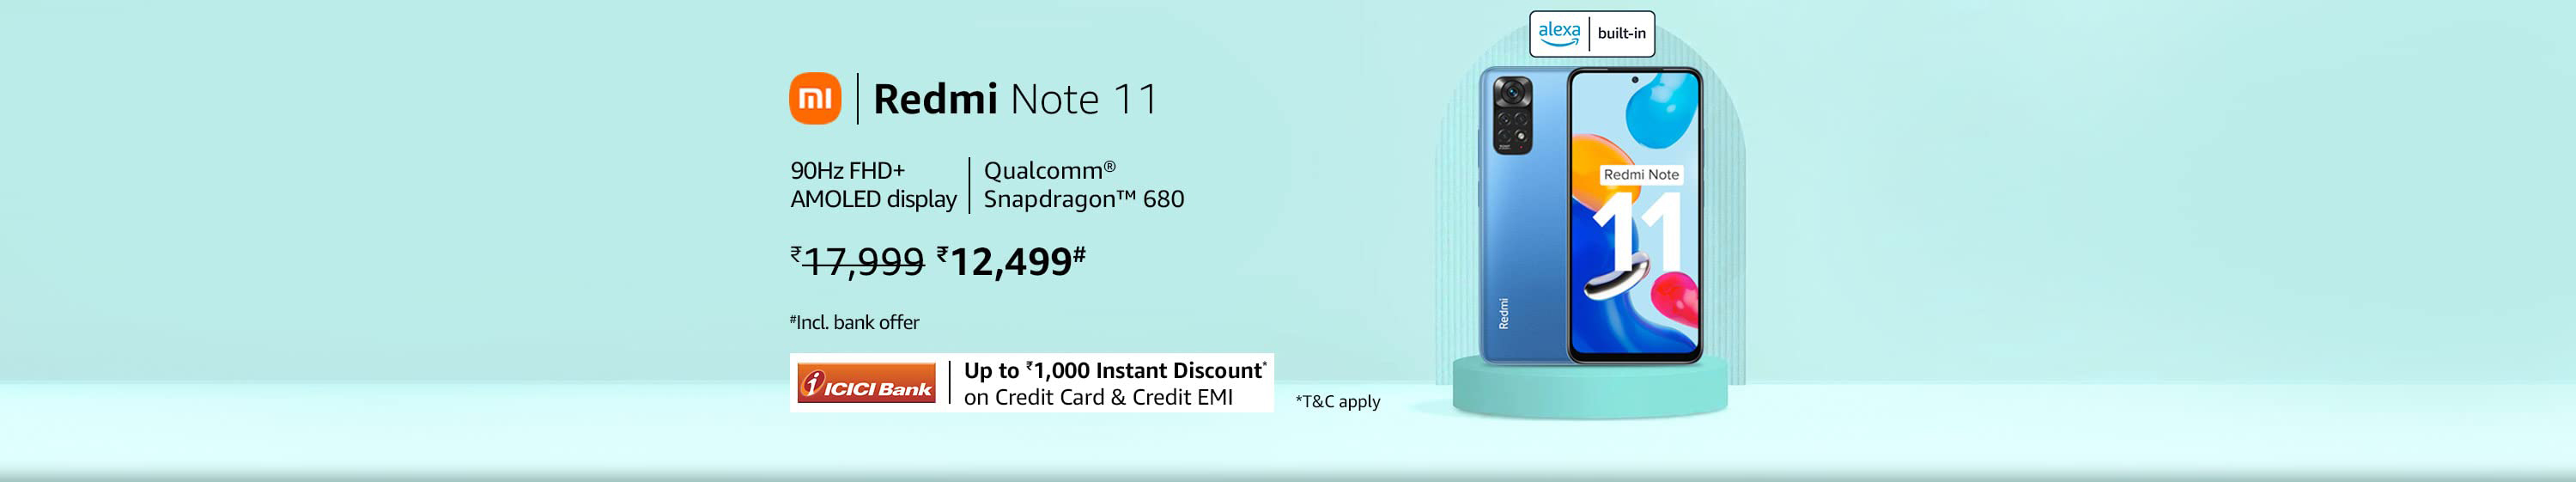 alexa | built-in
mi | Redmi Note 11
90Hz FHD+
AMOLED display
Qualcomm®
Snapdragon™ 680
₹17,999 ₹12,499#
#Incl. bank offer
ICICI Bank
Up to ₹1,000 Instant Discount*
on Credit Card & Credit EMI
*T&C apply
Redmi
Redmi Note
11